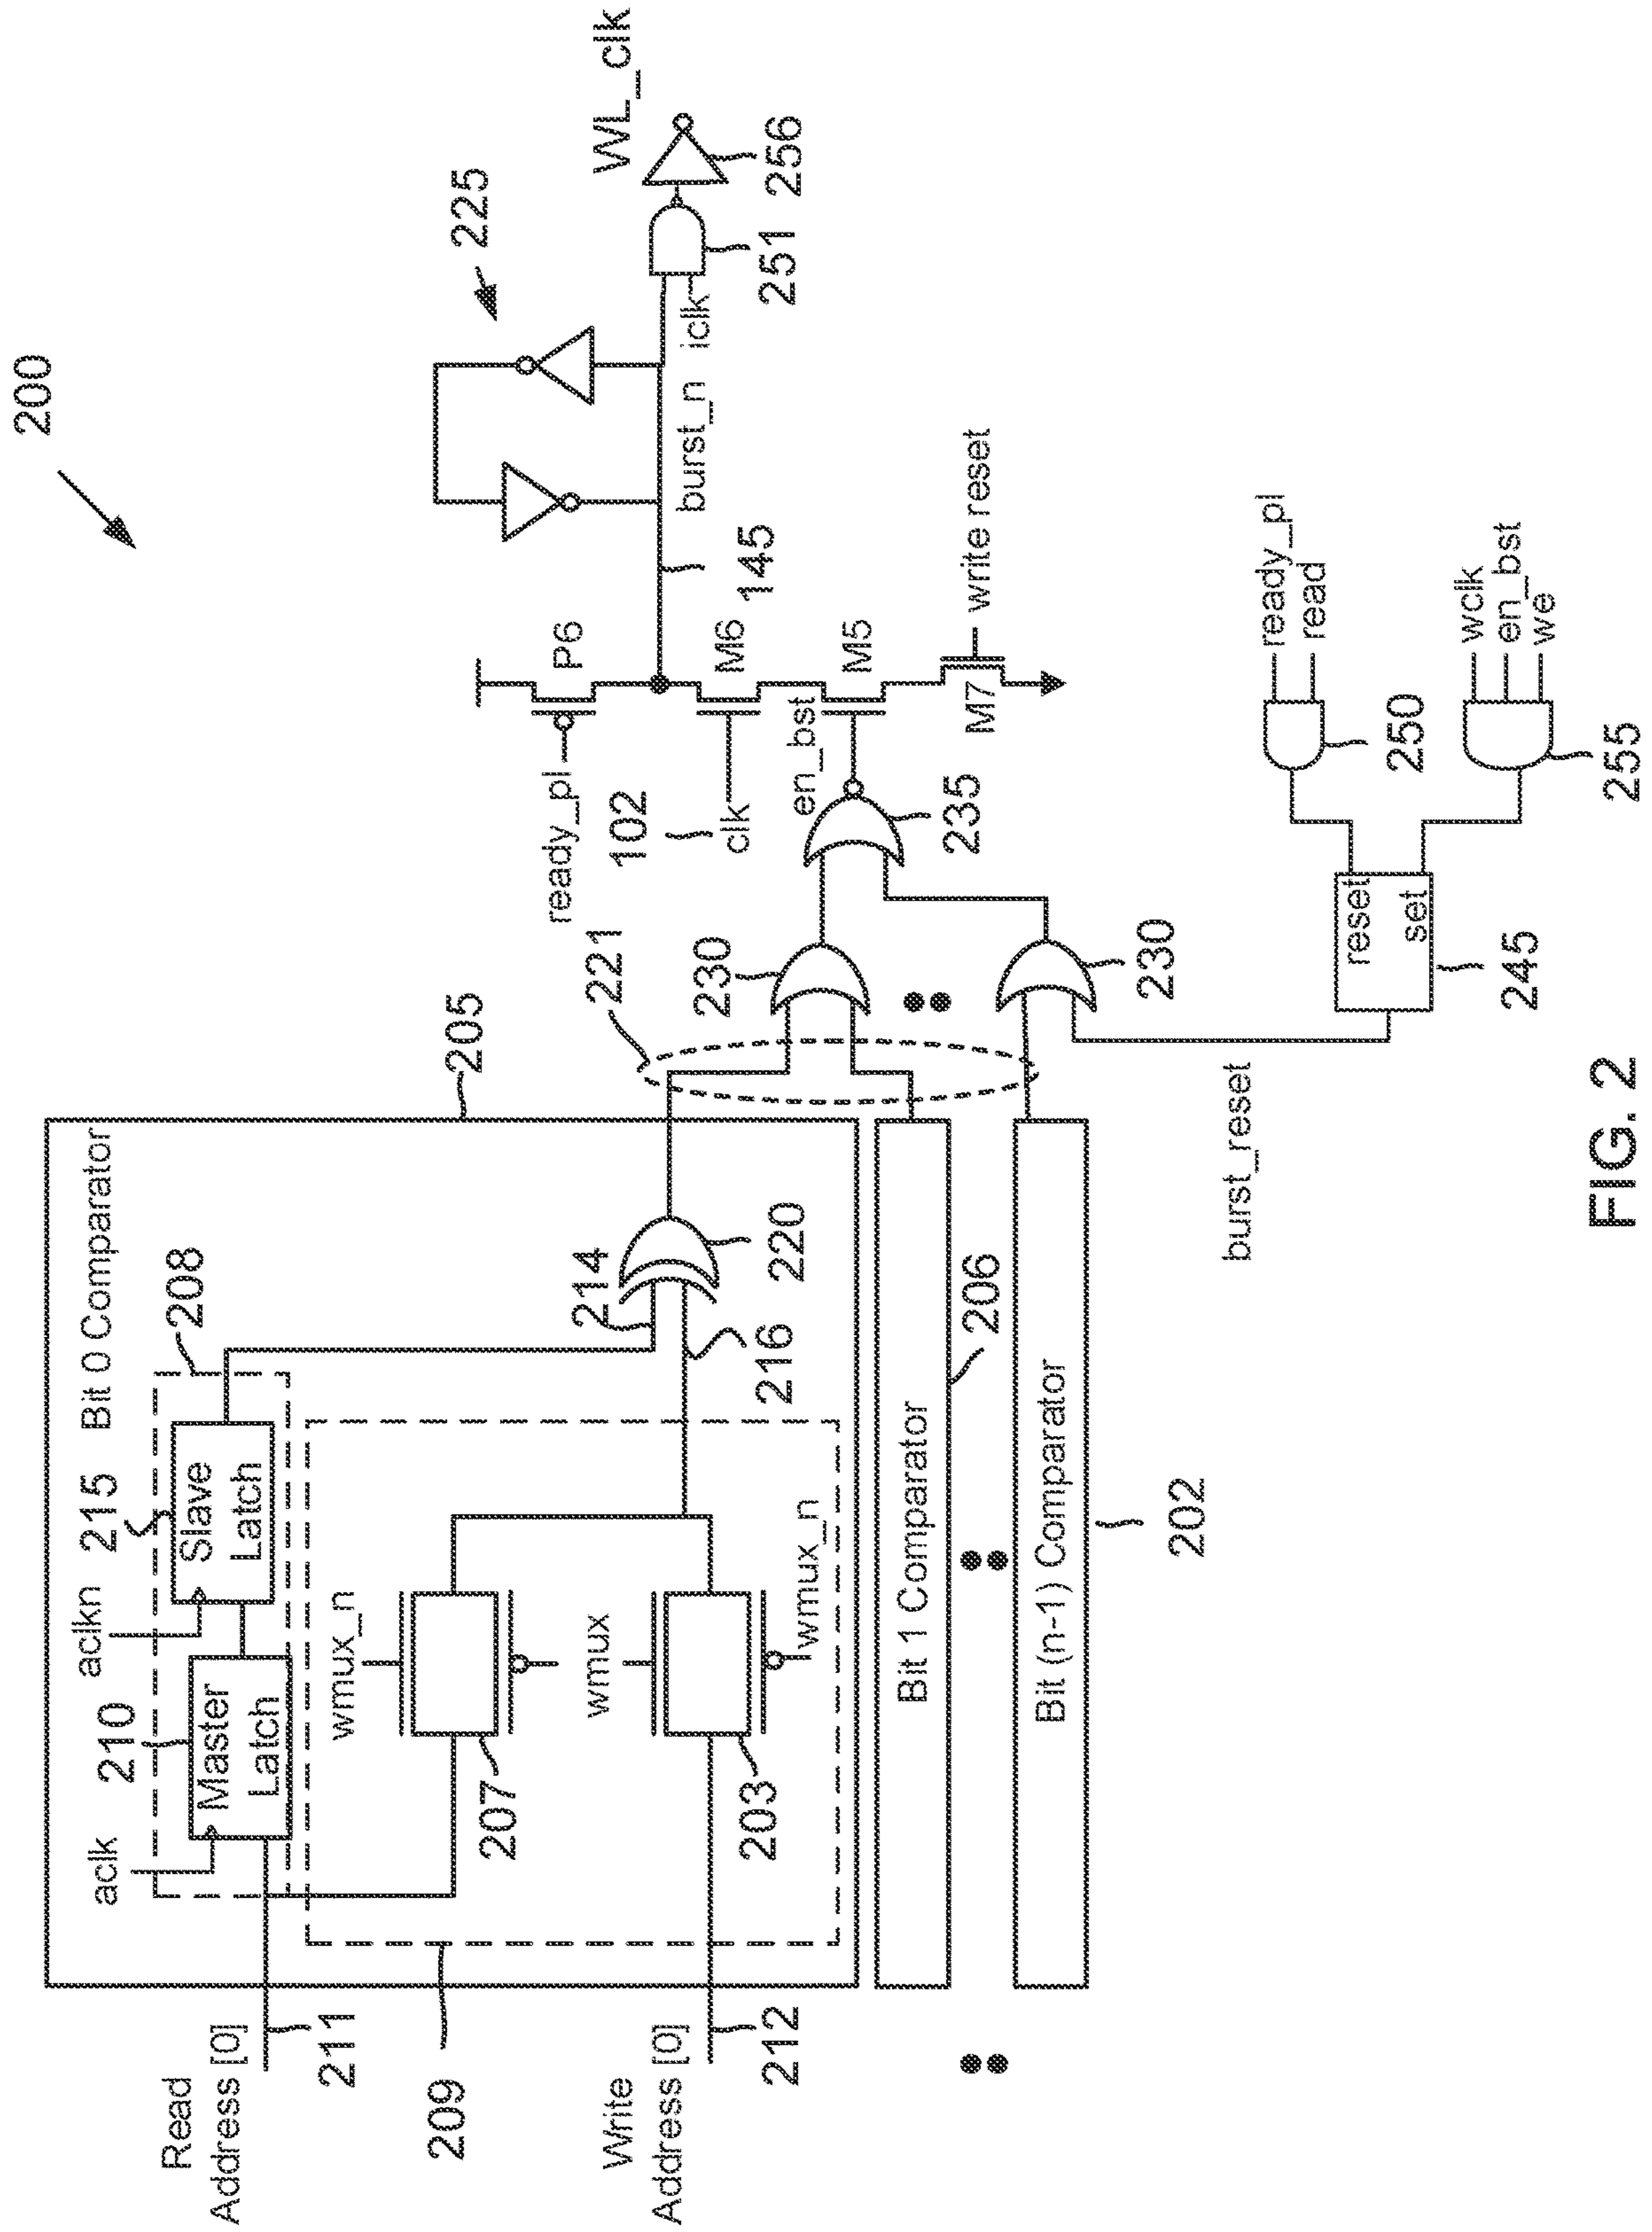 200
Read
Address [0]
211
Write
Address [0]
212
209
205
Bit 0 Comparator
208
aclk
210
Master
Latch
aclkn
215
Slave
Latch
214
216
220
wmux_n
207
wmux
203
wmux_n
Bit 1 Comparator
206
Bit (n-1) Comparator
202
221
230
230
235
burst_reset
245
reset
set
250
ready_pl
read
255
wclk
en_bst
we
ready_pl
P6
102
clk
M6
en_bst
M5
M7
write reset
145
burst_n
225
iclk
251
256
WL_clk
FIG. 2